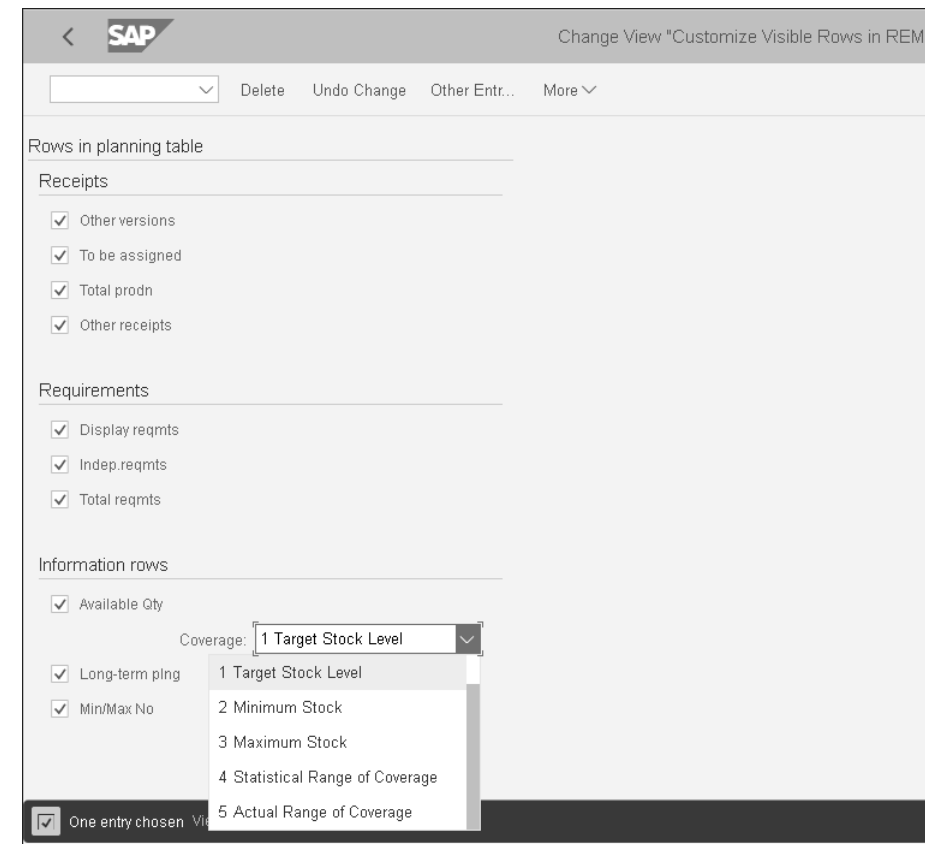 SAP
Change View "Customize Visible Rows in REM
Delete Undo Change Other Entr... More
Rows in planning table
Receipts
Other versions
To be assigned
Total prodn
Other receipts
Requirements
Display reqmts
Indep.reqmts
Total reqmts
Information rows
Available Qty
Coverage: 1 Target Stock Level
Long-term plng 1 Target Stock Level
2 Minimum Stock
Min/Max No
3 Maximum Stock
4 Statistical Range of Coverage
5 Actual Range of Coverage
One entry chosen